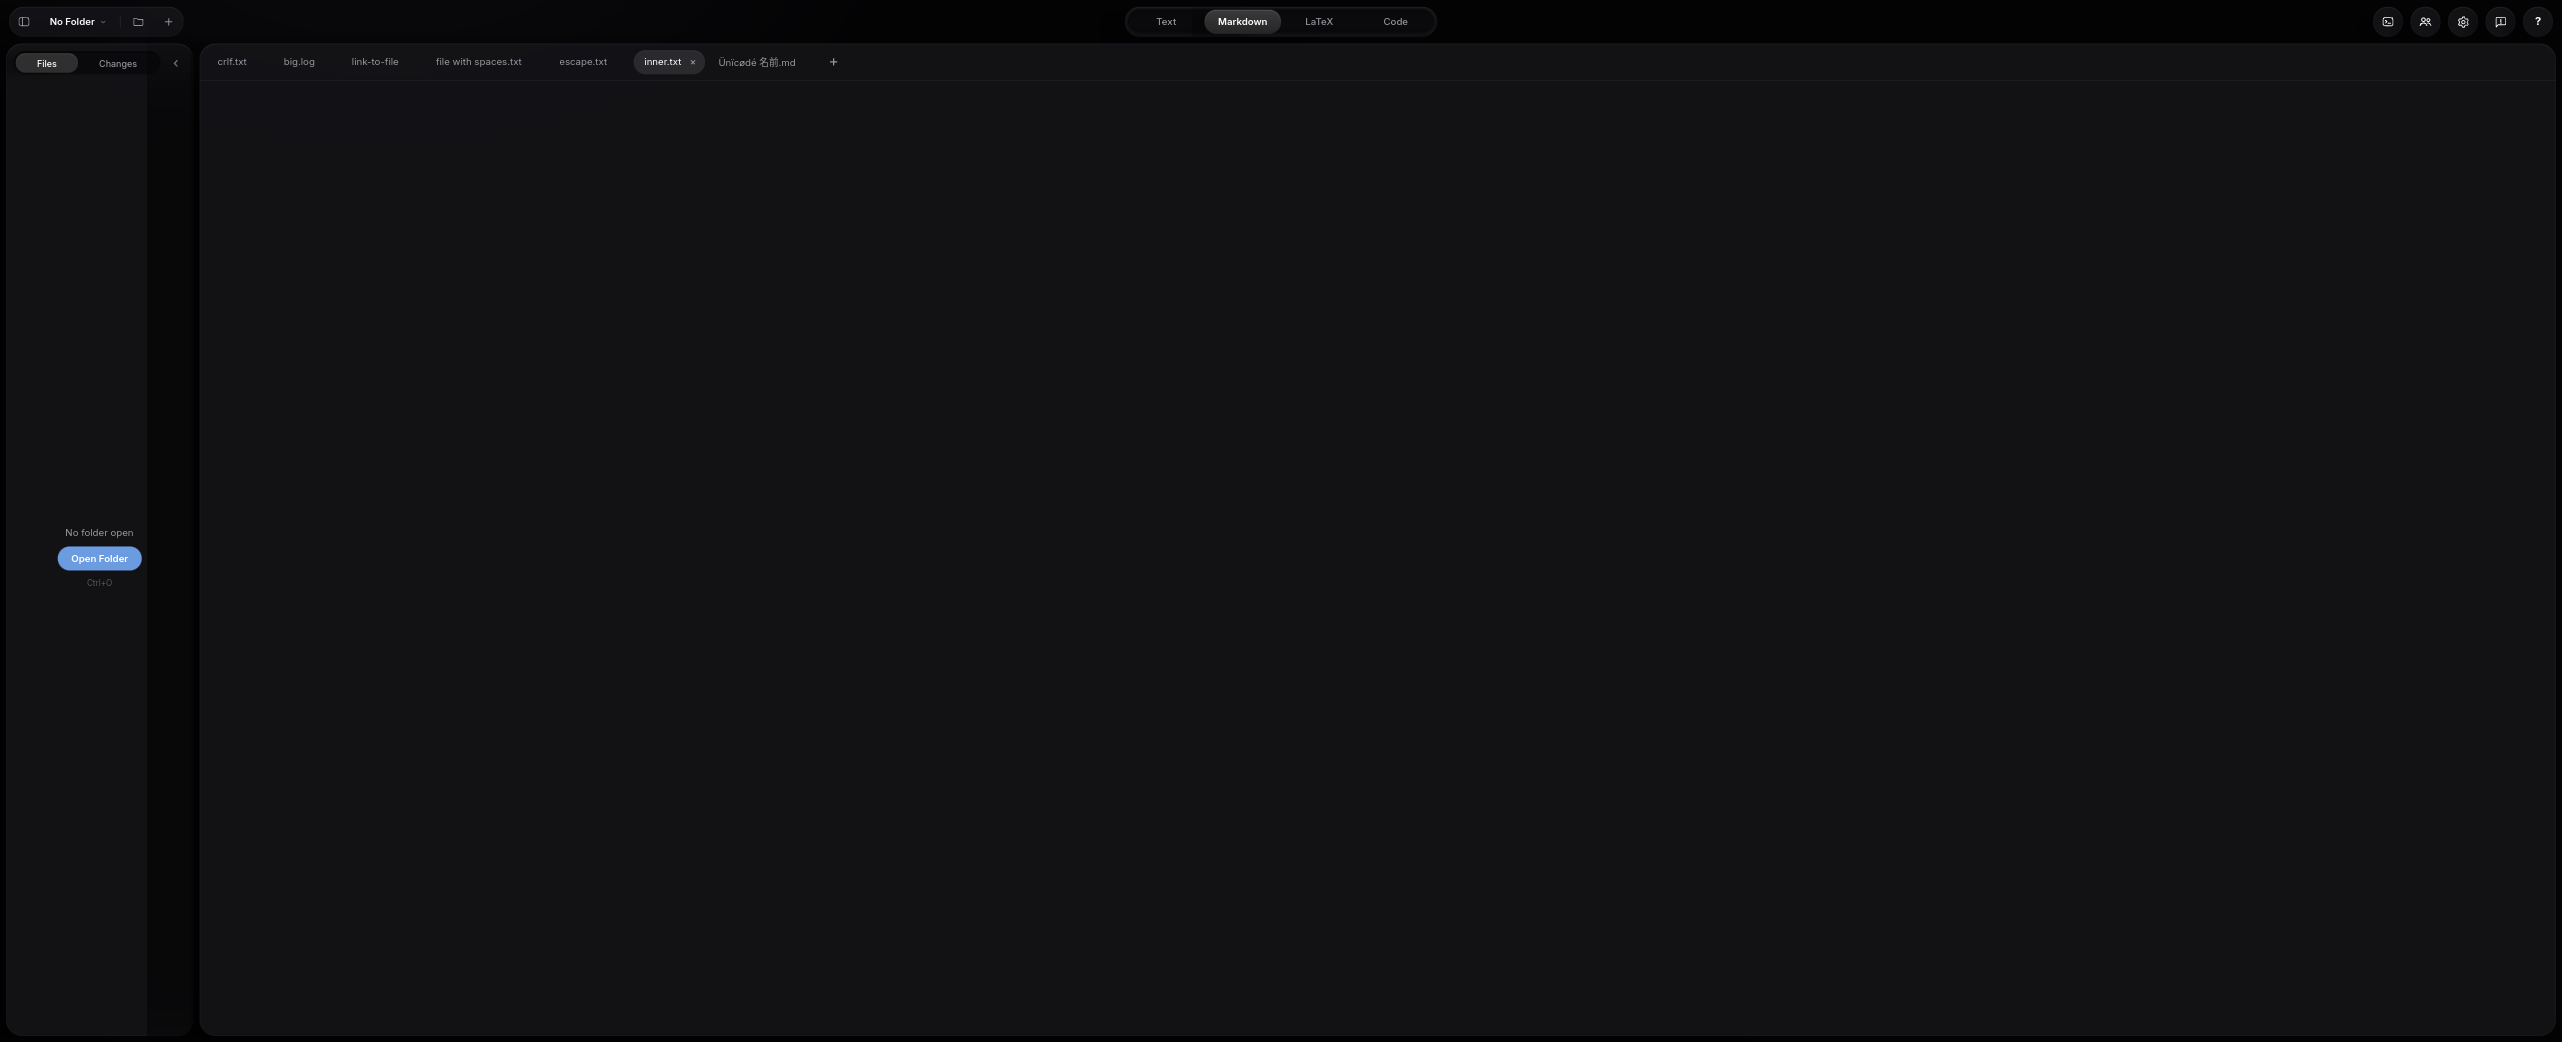 No Folder
Text Markdown LaTeX Code
?
Files Changes
crlf.txt big.log link-to-file file with spaces.txt escape.txt inner.txt × Ünïcødé 名前.md +
No folder open
Open Folder
Ctrl+O